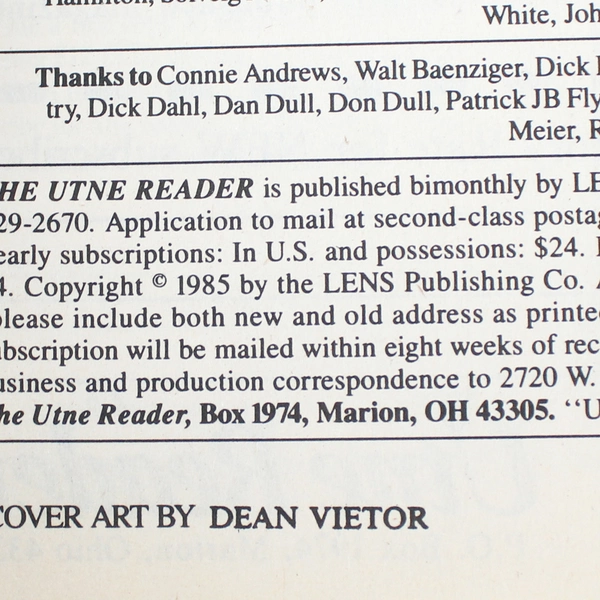 White, Joh
Thanks to Connie Andrews, Walt Baenziger, Dick
try, Dick Dahl, Dan Dull, Don Dull, Patrick JB Fly
Meier, R
HE UTNE READER is published bimonthly by LE
29-2670. Application to mail at second-class posta
early subscriptions: In U.S. and possessions: $24.
4. Copyright © 1985 by the LENS Publishing Co. A
lease include both new and old address as printe
bscription will be mailed within eight weeks of rec
usiness and production correspondence to 2720 W.
he Utne Reader, Box 1974, Marion, OH 43305. “U
COVER ART BY DEAN VIETOR